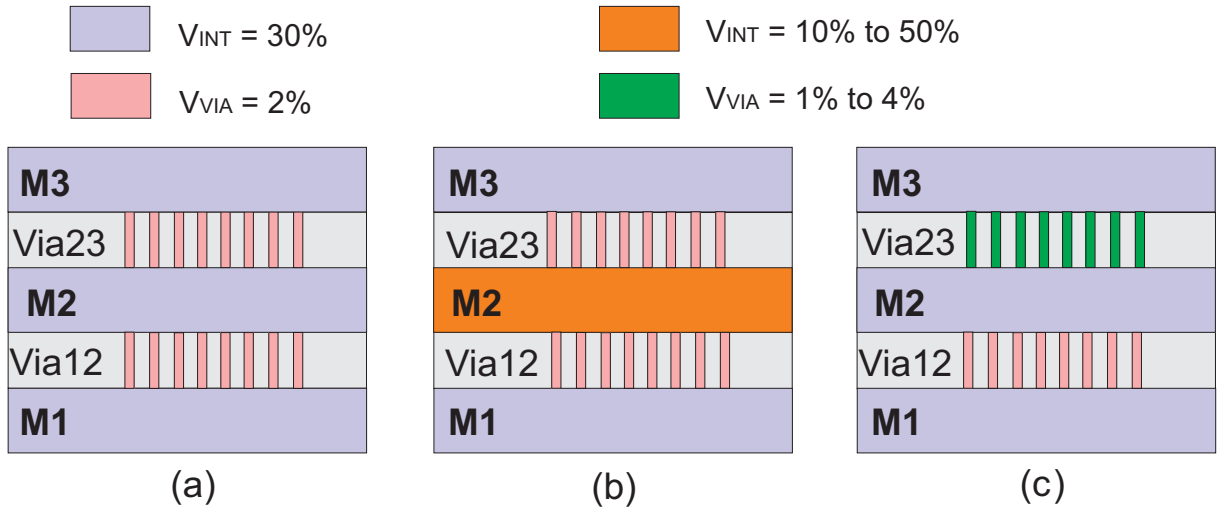 VINT = 30%
VINT = 10% to 50%
VVIA = 2%
VVIA = 1% to 4%
M3
Via23
M2
Via12
M1
(a)
M3
Via23
M2
Via12
M1
(b)
M3
Via23
M2
Via12
M1
(c)